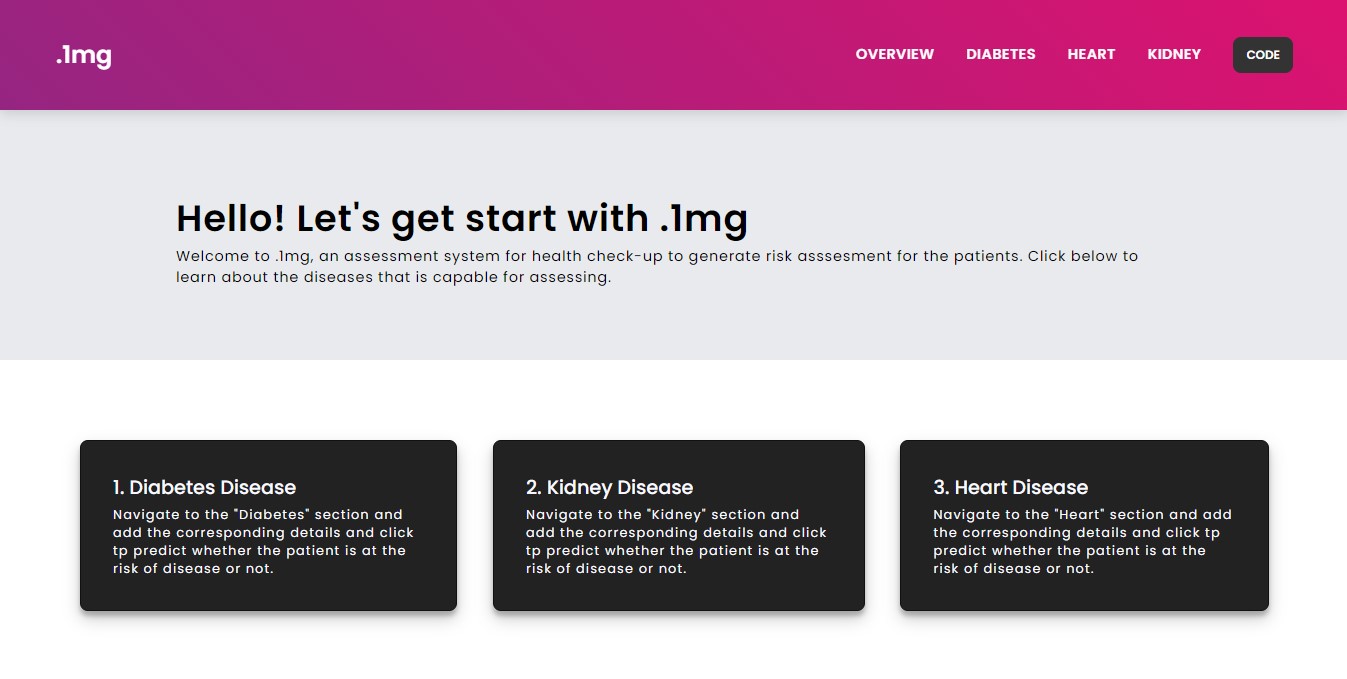 .1mg
OVERVIEW DIABETES HEART KIDNEY CODE
Hello! Let's get start with .1mg
Welcome to .1mg, an assessment system for health check-up to generate risk asssesment for the patients. Click below to
learn about the diseases that is capable for assessing.
1. Diabetes Disease
Navigate to the "Diabetes" section and
add the corresponding details and click
tp predict whether the patient is at the
risk of disease or not.
2. Kidney Disease
Navigate to the "Kidney" section and
add the corresponding details and click
tp predict whether the patient is at the
risk of disease or not.
3. Heart Disease
Navigate to the "Heart" section and add
the corresponding details and click tp
predict whether the patient is at the
risk of disease or not.